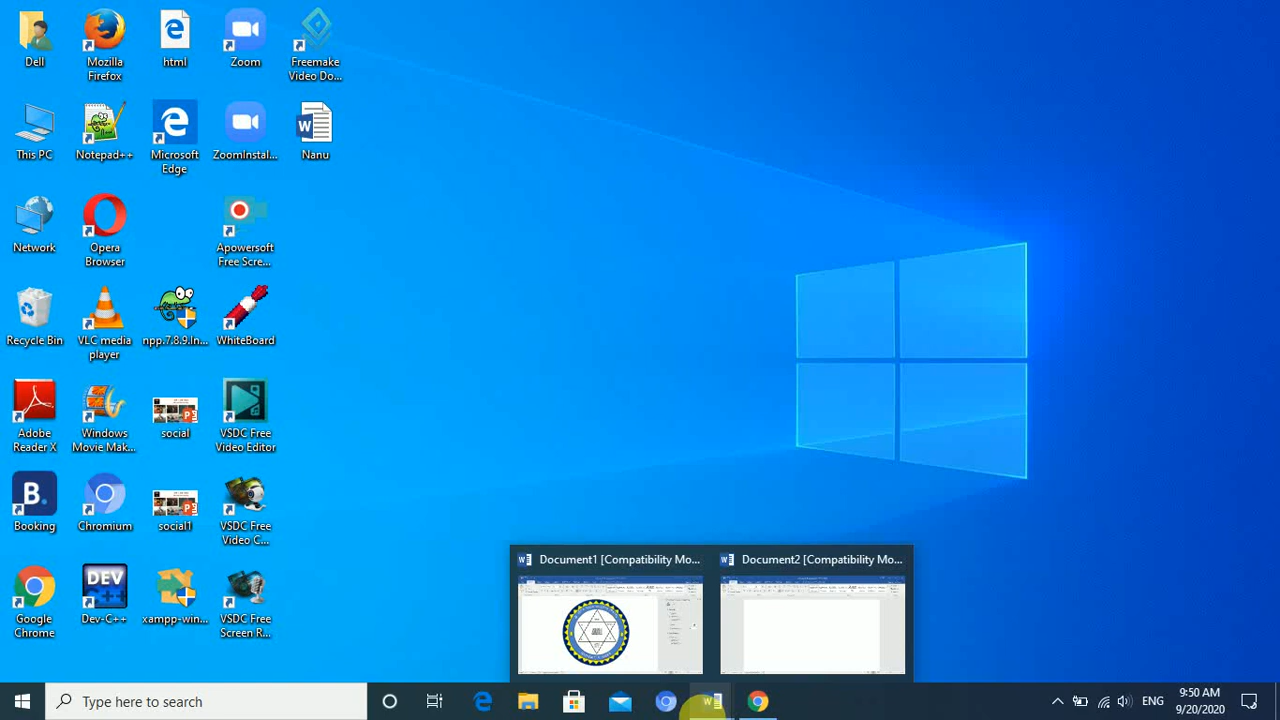 Dell
Mozilla
Firefox
html
Zoom
Freemake
Video Do...
This PC
Notepad++
Microsoft
Edge
ZoomInstal...
Nanu
Network
Opera
Browser
Apowersoft
Free Scre...
Recycle Bin
VLC media
player
npp.7.8.9.In...
WhiteBoard
Adobe
Reader X
Windows
Movie Mak...
social
VSDC Free
Video Editor
B.
Booking
Chromium
social1
VSDC Free
Video C...
Google
Chrome
DEV
Dev-C++
xampp-win...
VSDC Free
Screen R...
Document1 [Compatibility Mo...
Document2 [Compatibility Mo...
Type here to search
ENG
9:50 AM
9/20/2020